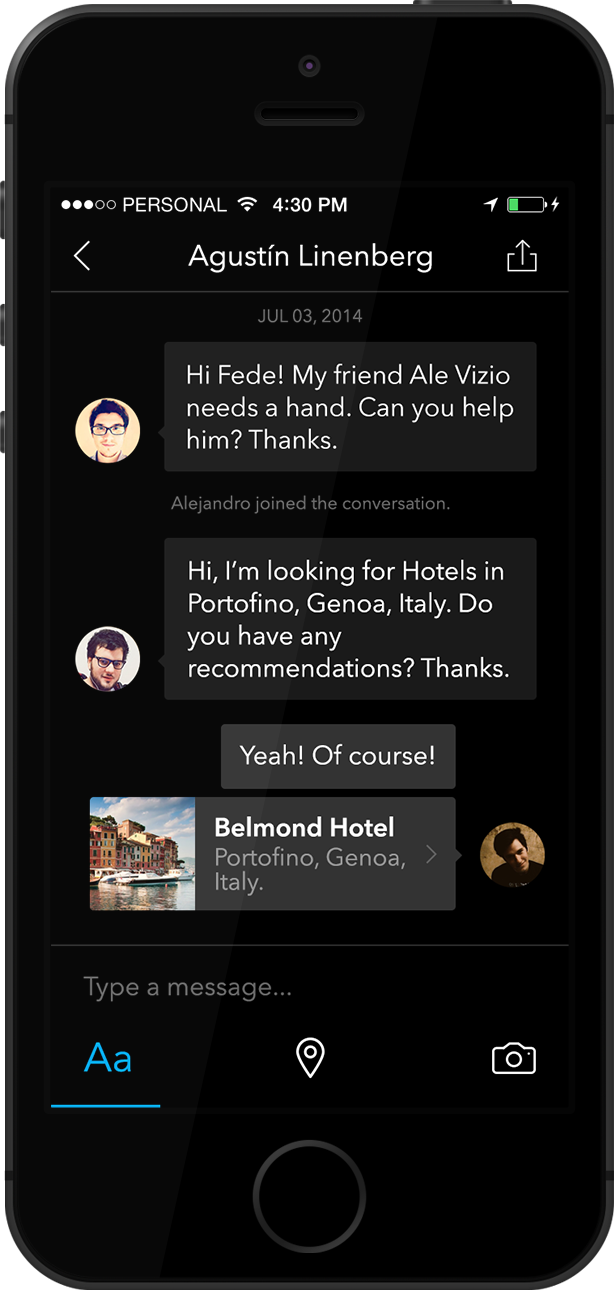 PERSONAL 4:30 PM
Agustín Linenberg
JUL 03, 2014
Hi Fede! My friend Ale Vizio
needs a hand. Can you help
him? Thanks.
Alejandro joined the conversation.
Hi, I’m looking for Hotels in
Portofino, Genoa, Italy. Do
you have any
recommendations? Thanks.
Yeah! Of course!
Belmond Hotel
Portofino, Genoa,
Italy.
Type a message...
Aa